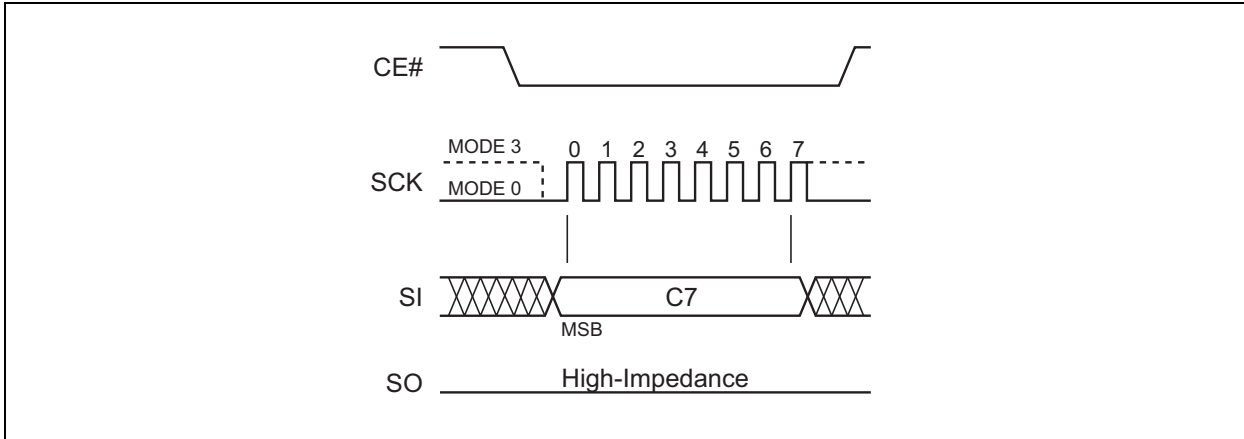 CE#
MODE 3
0 1 2 3 4 5 6 7
SCK
MODE 0
SI
C7
MSB
SO
High-Impedance